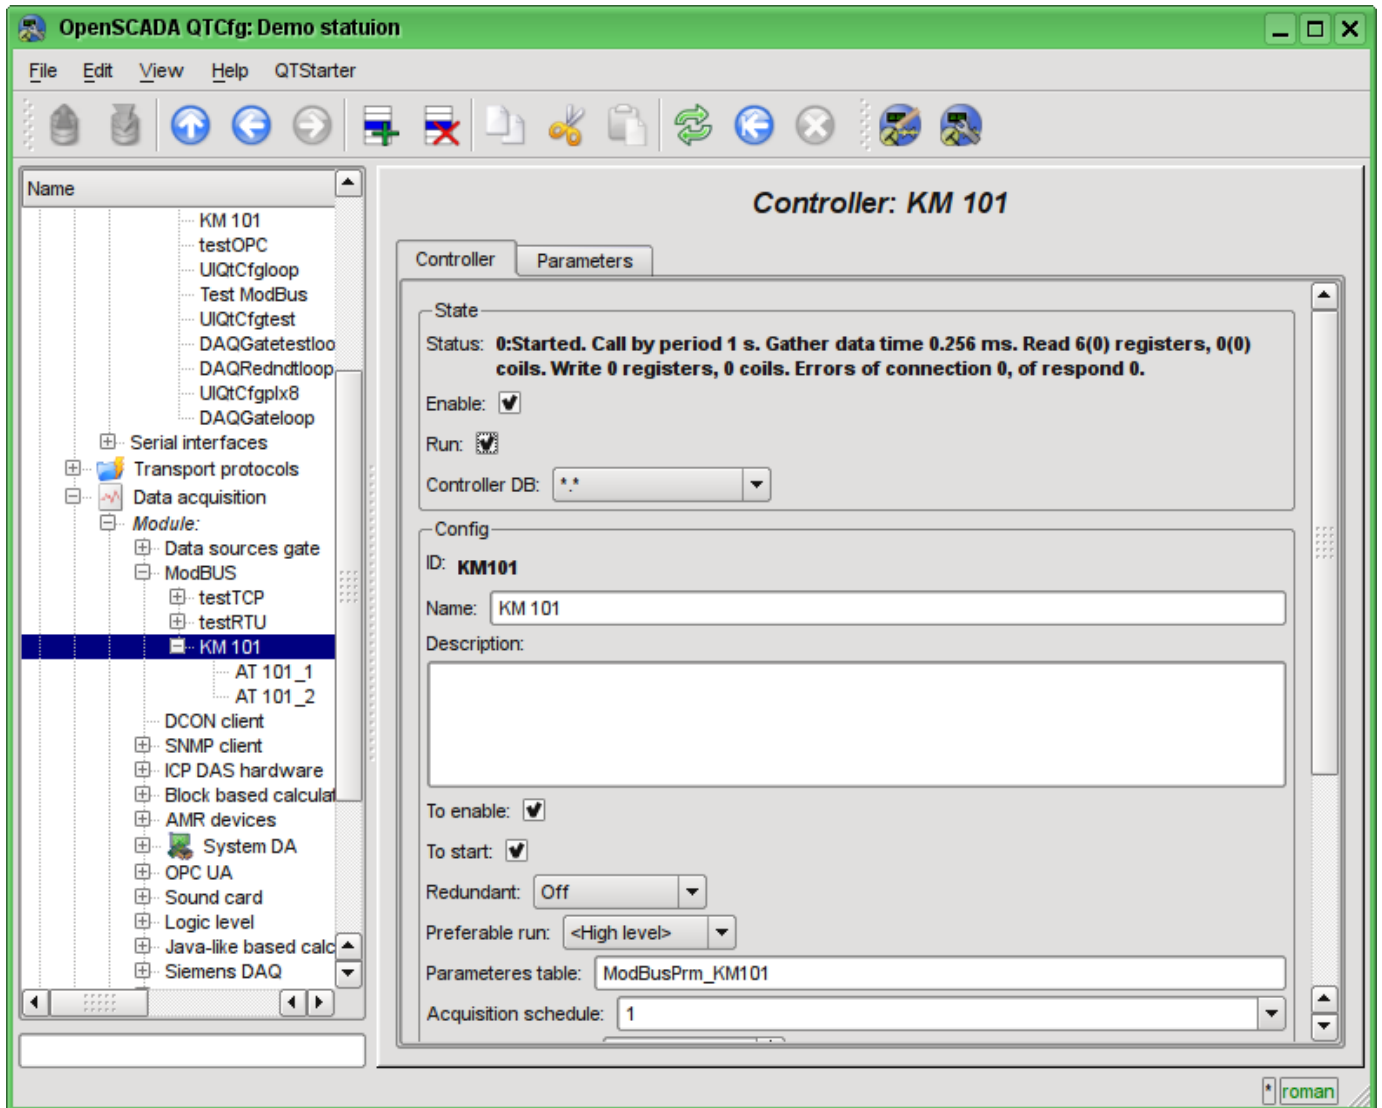 OpenSCADA QTCfg: Demo statuion
File Edit View Help QTStarter
Name
KM 101
testOPC
UIQtCfgloop
Test ModBus
UIQtCfgtest
DAQGatetestloo
DAQRedndtloop
UIQtCfgplx8
DAQGateloop
Serial interfaces
Transport protocols
Data acquisition
Module:
Data sources gate
ModBUS
testTCP
testRTU
KM 101
AT 101_1
AT 101_2
DCON client
SNMP client
ICP DAS hardware
Block based calculat
AMR devices
System DA
OPC UA
Sound card
Logic level
Java-like based calc
Siemens DAQ
Controller: KM 101
Controller Parameters
State
Status: 0:Started. Call by period 1 s. Gather data time 0.256 ms. Read 6(0) registers, 0(0)
coils. Write 0 registers, 0 coils. Errors of connection 0, of respond 0.
Enable:
Run:
Controller DB: *.*
Config
ID: KM101
Name: KM 101
Description:
To enable:
To start:
Redundant: Off
Preferable run: <High level>
Parameteres table: ModBusPrm_KM101
Acquisition schedule: 1
* roman